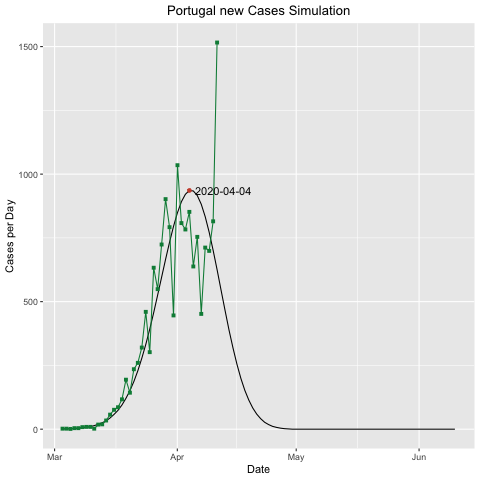 Portugal new Cases Simulation
1500
1000
2020-04-04
500
0
Cases per Day
Mar Apr May Jun
Date